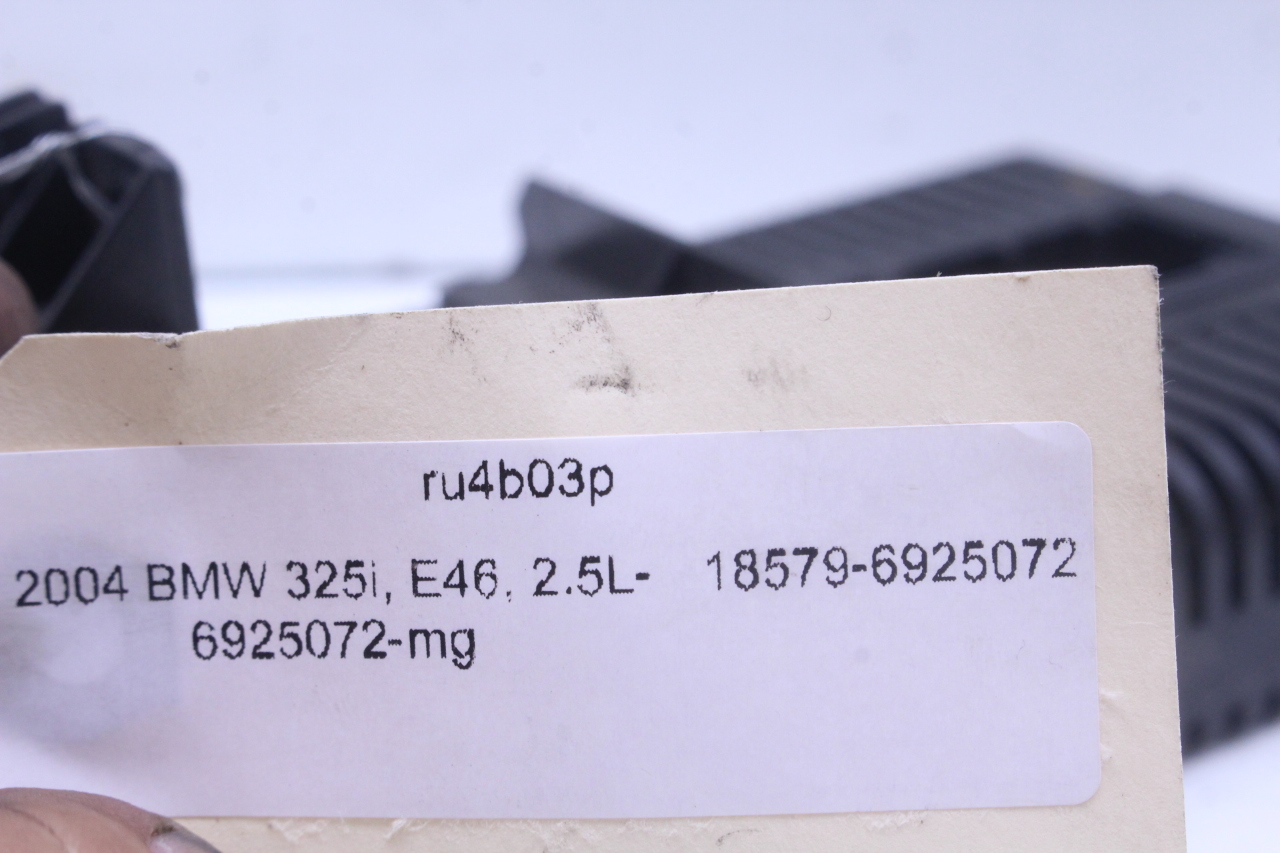 ru4b03p
2004 BMW 325i, E46, 2.5L- 18579-6925072
6925072-mg